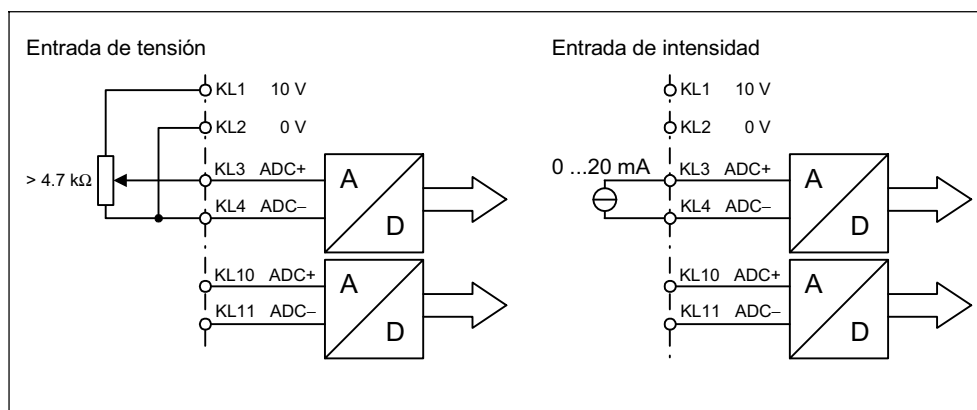 Entrada de tensión
KL1 10 V
KL2 0 V
> 4.7 kΩ
KL3 ADC+
KL4 ADC–
A
D
KL10 ADC+
KL11 ADC–
A
D
Entrada de intensidad
KL1 10 V
KL2 0 V
0 ...20 mA
KL3 ADC+
KL4 ADC–
A
D
KL10 ADC+
KL11 ADC–
A
D